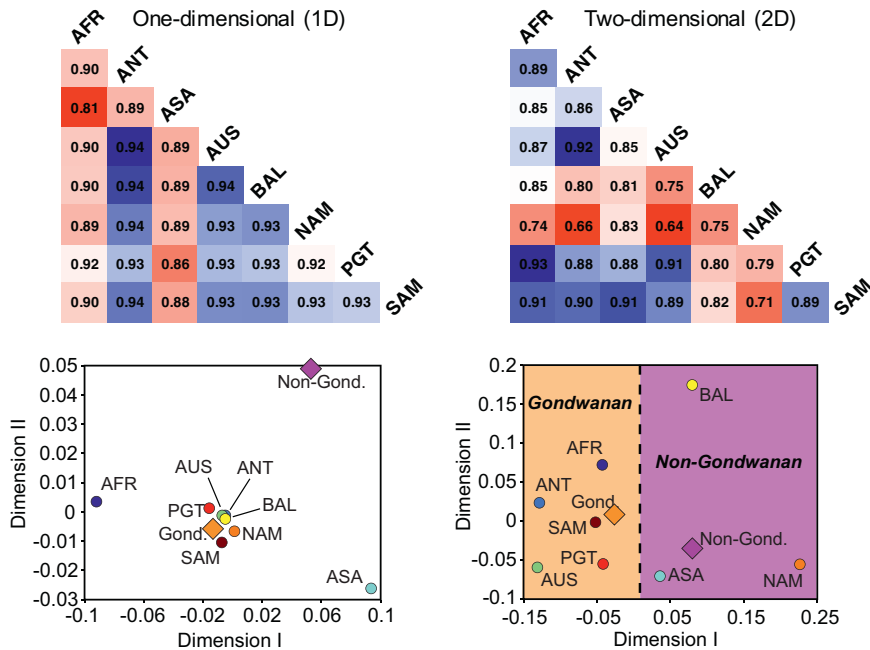 One-dimensional (1D)
AFR
0.90 ANT
0.81 0.89 ASA
0.90 0.94 0.89 AUS
0.90 0.94 0.89 0.94 BAL
0.89 0.94 0.89 0.93 0.93 NAM
0.92 0.93 0.86 0.93 0.93 0.92 PGT
0.90 0.94 0.88 0.93 0.93 0.93 0.93 SAM
Two-dimensional (2D)
AFR
0.89 ANT
0.85 0.86 ASA
0.87 0.92 0.85 AUS
0.85 0.80 0.81 0.75 BAL
0.74 0.66 0.83 0.64 0.75 NAM
0.93 0.88 0.88 0.91 0.80 0.79 PGT
0.91 0.90 0.91 0.89 0.82 0.71 0.89 SAM
Dimension II
0.05
0.04
0.03
0.02
0.01
0
-0.01
-0.02
-0.03
Non-Gond.
AFR
AUS
ANT
PGT
BAL
Gond.
NAM
SAM
ASA
-0.1 -0.06 -0.02 0.02 0.06 0.1
Dimension I
Dimension II
0.2
0.15
0.1
0.05
0
-0.05
-0.1
Gondwanan
BAL
AFR
Non-Gondwanan
ANT
Gond.
SAM
Non-Gond.
PGT
AUS
ASA
NAM
-0.15 -0.05 0.05 0.15 0.25
Dimension I